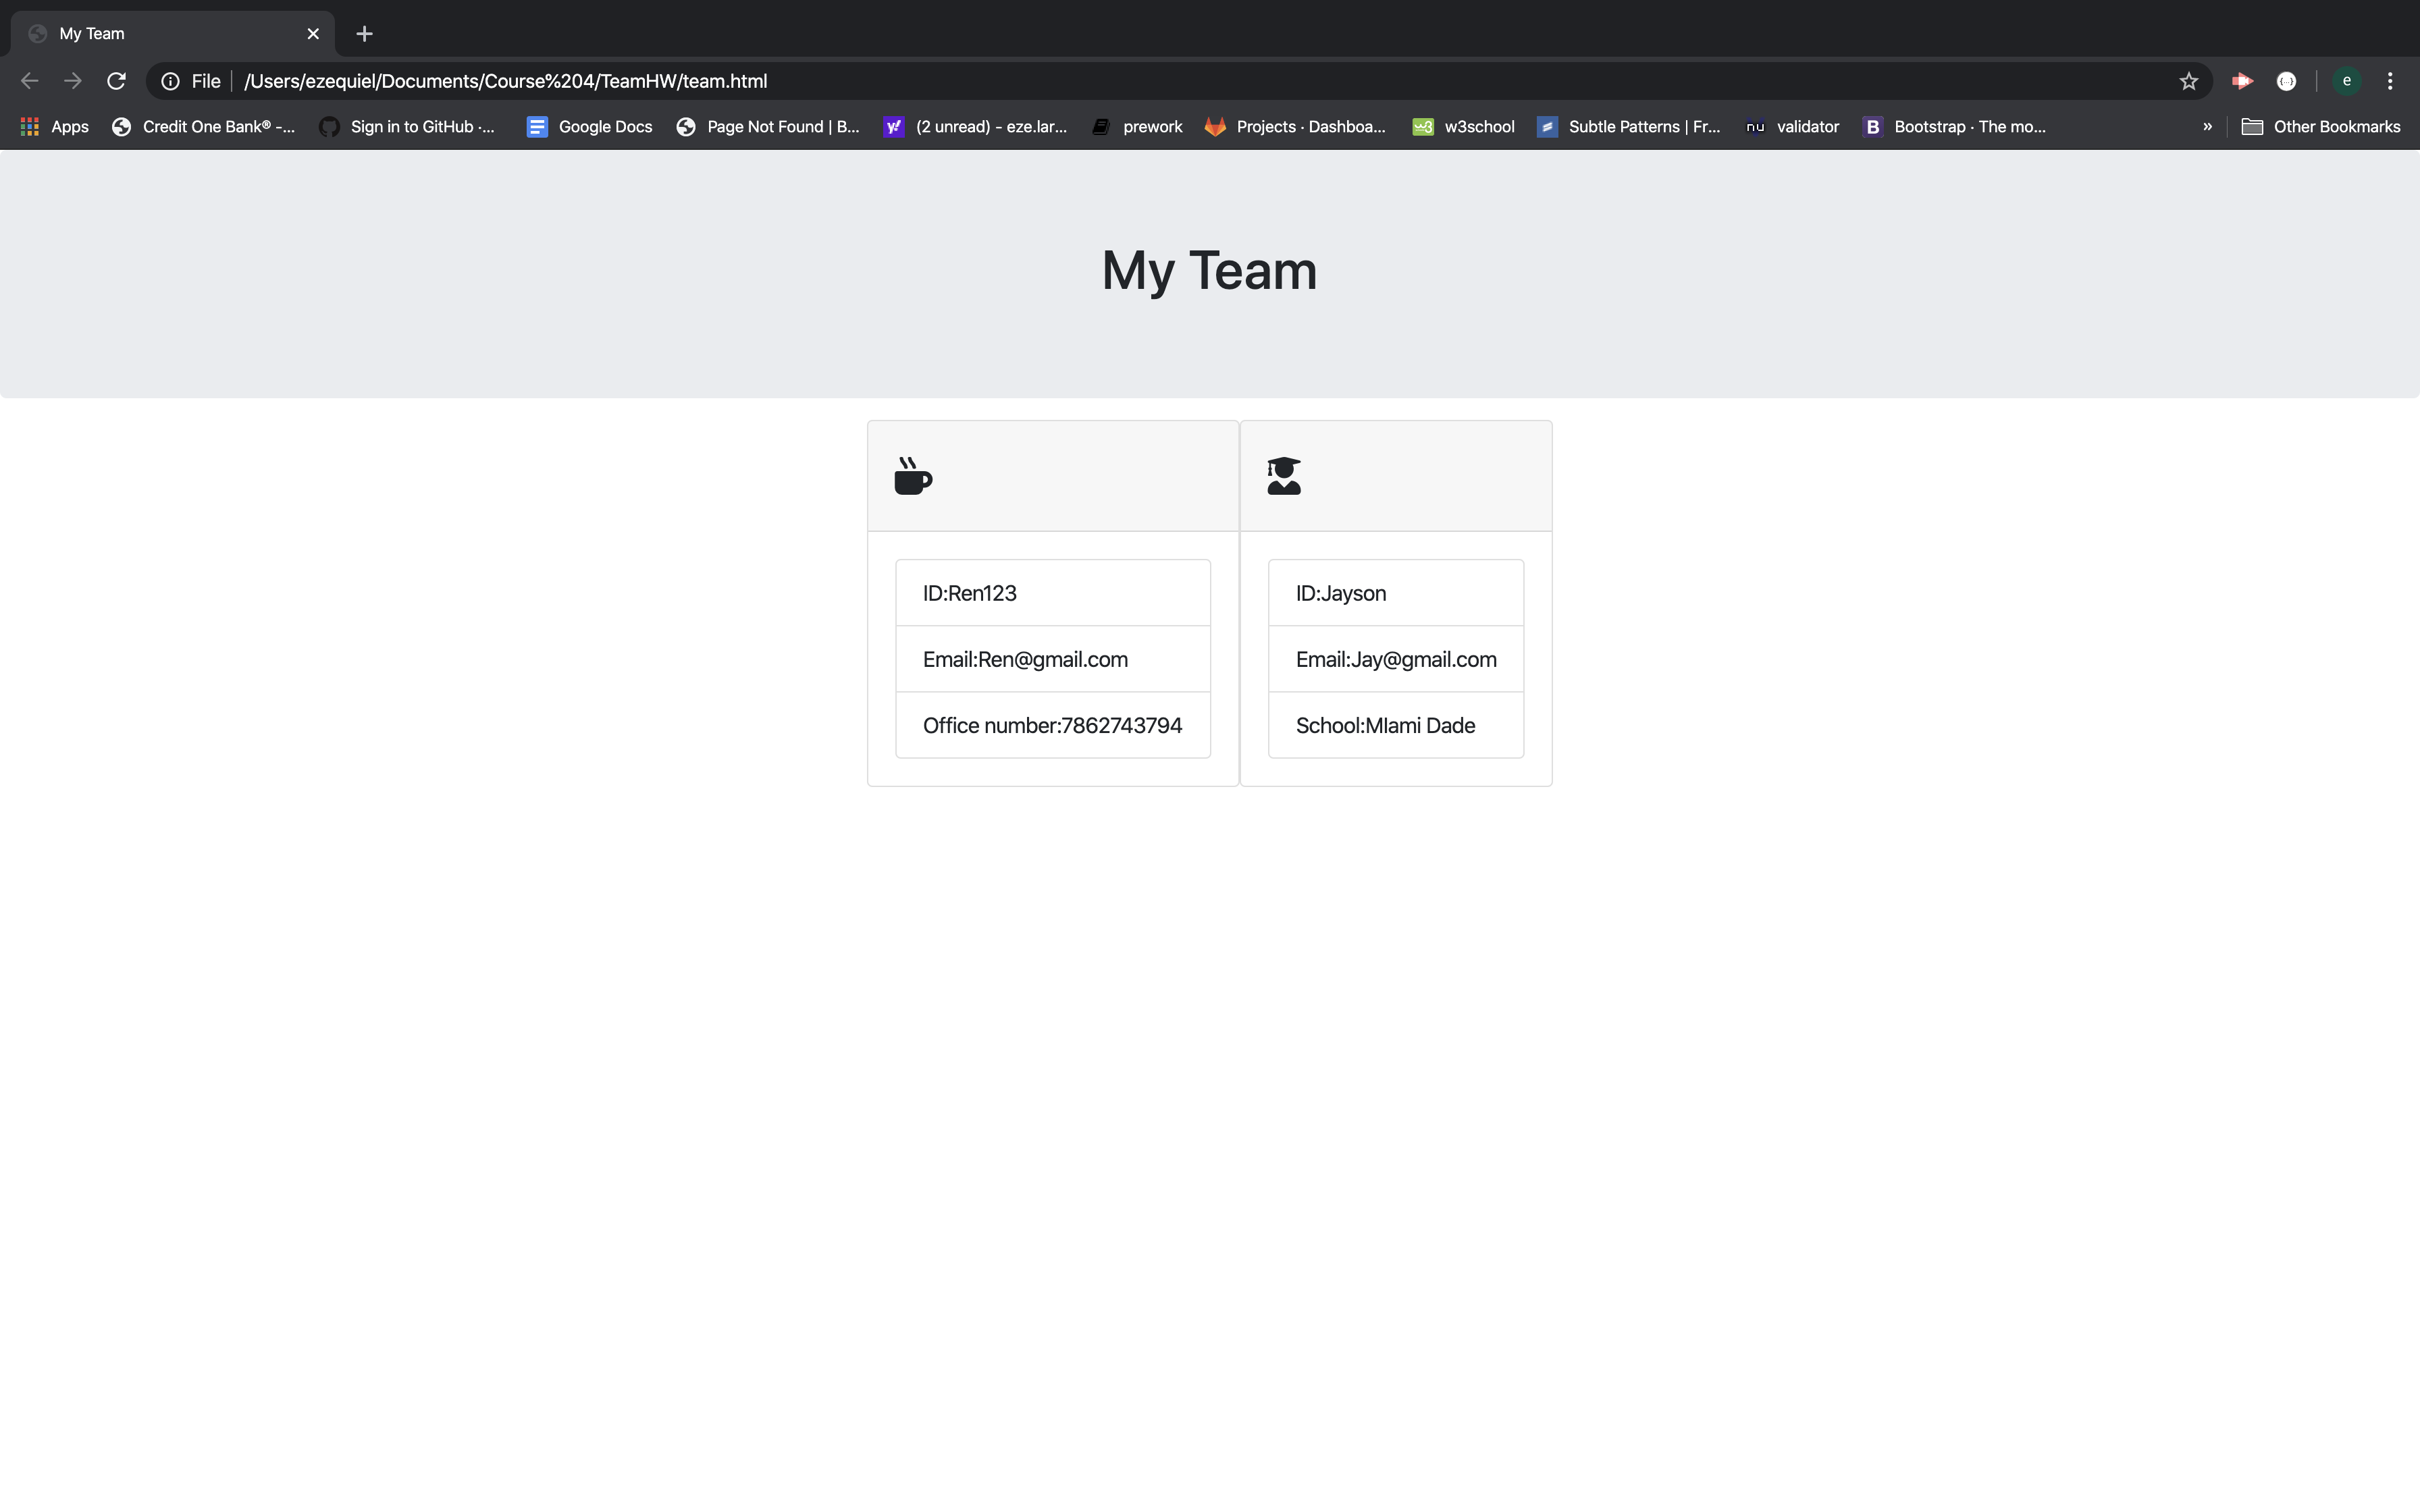 My Team
File /Users/ezequiel/Documents/Course%204/TeamHW/team.html e
Apps Credit One Bank® -... Sign in to GitHub ·... Google Docs Page Not Found | B... y! (2 unread) - eze.lar... prework Projects · Dashboa... w3 w3school Subtle Patterns | Fr... nu validator B Bootstrap · The mo... » Other Bookmarks
My Team
ID:Ren123
Email:Ren@gmail.com
Office number:7862743794
ID:Jayson
Email:Jay@gmail.com
School:MIami Dade